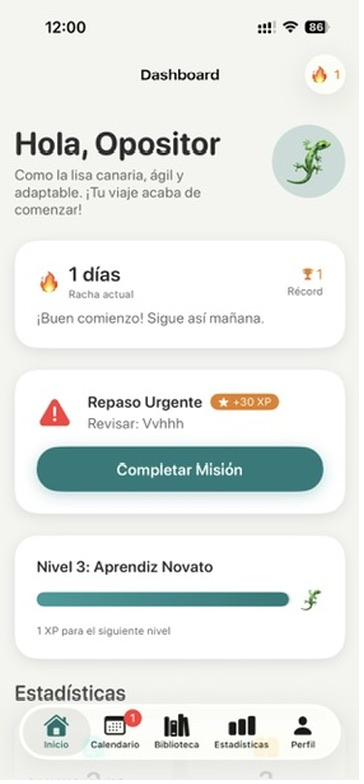 12:00
86
Dashboard
1
Hola, Opositor
Como la lisa canaria, ágil y
adaptable. ¡Tu viaje acaba de
comenzar!
1 días
1
Racha actual
Récord
¡Buen comienzo! Sigue así mañana.
Repaso Urgente
+30 XP
Revisar: Vvhhh
Completar Misión
Nivel 3: Aprendiz Novato
1 XP para el siguiente nivel
Estadísticas
1
Inicio
Calendario
Biblioteca
Estadísticas
Perfil